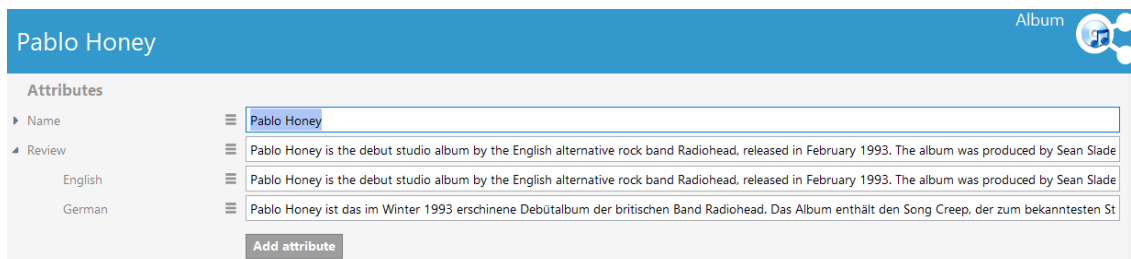 Album
Pablo Honey
Attributes
Name Pablo Honey
Review Pablo Honey is the debut studio album by the English alternative rock band Radiohead, released in February 1993. The album was produced by Sean Slade
English Pablo Honey is the debut studio album by the English alternative rock band Radiohead, released in February 1993. The album was produced by Sean Slade
German Pablo Honey ist das im Winter 1993 erschinene Debütalbum der britischen Band Radiohead. Das Album enthält den Song Creep, der zum bekanntesten St
Add attribute